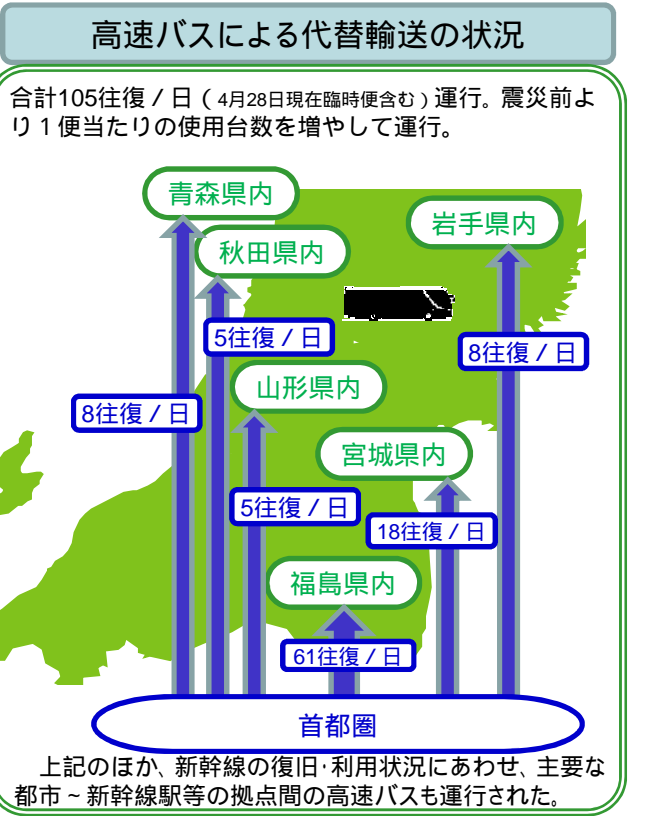 高速バスによる代替輸送の状況
合計105往復／日（4月28日現在臨時便含む）運行。震災前よ
り１便当たりの使用台数を増やして運行。
青森県内
岩手県内
秋田県内
5往復／日
8往復／日
山形県内
8往復／日
宮城県内
5往復／日
18往復／日
福島県内
61往復／日
首都圏
上記のほか、新幹線の復旧・利用状況にあわせ、主要な
都市～新幹線駅等の拠点間の高速バスも運行された。